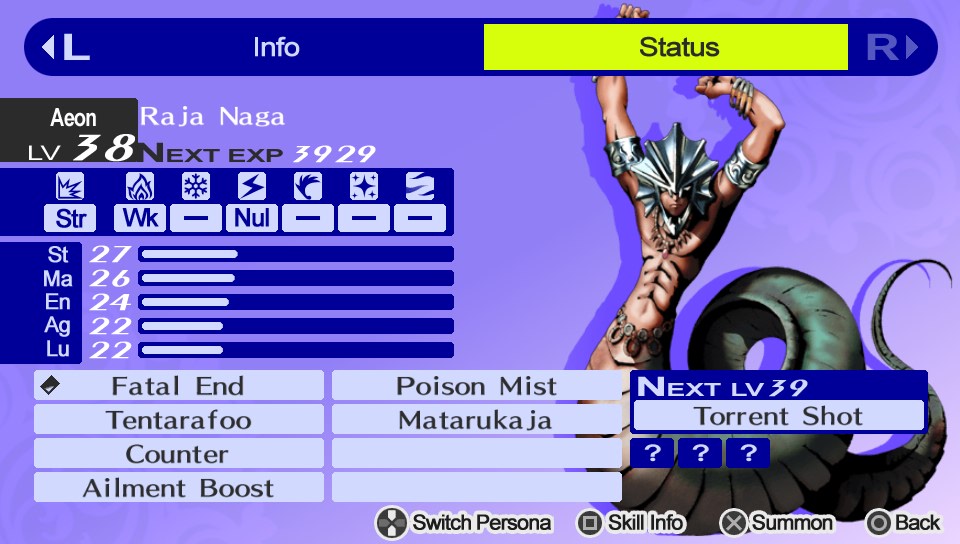 L Info Status R
Aeon Raja Naga
LV 38 NEXT EXP 3929
Str Wk — Nul — — —
St 27
Ma 26
En 24
Ag 22
Lu 22
Fatal End Poison Mist NEXT LV 39
Tentarafoo Matarukaja Torrent Shot
Counter ? ? ?
Ailment Boost
Switch Persona Skill Info Summon Back